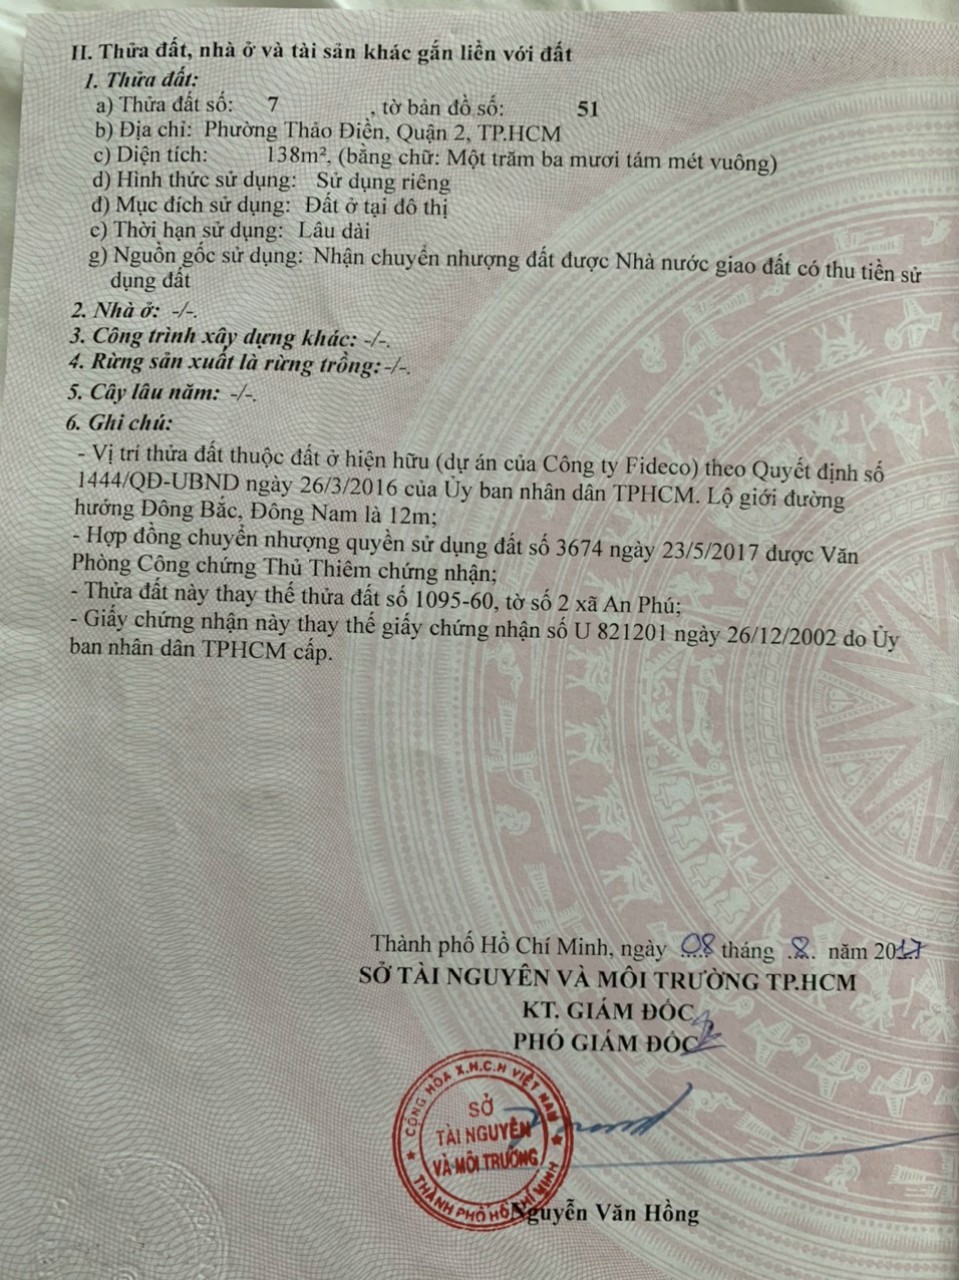 II. Thửa đất, nhà ở và tài sản khác gắn liền với đất
1. Thửa đất:
a) Thửa đất số: 7 , tờ bản đồ số: 51
b) Địa chỉ: Phường Thảo Điền, Quận 2, TP.HCM
c) Diện tích: 138m², (bằng chữ: Một trăm ba mươi tám mét vuông)
d) Hình thức sử dụng: Sử dụng riêng
đ) Mục đích sử dụng: Đất ở tại đô thị
e) Thời hạn sử dụng: Lâu dài
g) Nguồn gốc sử dụng: Nhận chuyển nhượng đất được Nhà nước giao đất có thu tiền sử
dụng đất
2. Nhà ở: -/-.
3. Công trình xây dựng khác: -/-.
4. Rừng sản xuất là rừng trồng: -/-.
5. Cây lâu năm: -/-.
6. Ghi chú:
- Vị trí thửa đất thuộc đất ở hiện hữu (dự án của Công ty Fideco) theo Quyết định số
1444/QĐ-UBND ngày 26/3/2016 của Ủy ban nhân dân TPHCM. Lộ giới đường
hướng Đông Bắc, Đông Nam là 12m;
- Hợp đồng chuyển nhượng quyền sử dụng đất số 3674 ngày 23/5/2017 được Văn
Phòng Công chứng Thủ Thiêm chứng nhận;
- Thửa đất này thay thế thửa đất số 1095-60, tờ số 2 xã An Phú;
- Giấy chứng nhận này thay thế giấy chứng nhận số U 821201 ngày 26/12/2002 do Ủy
ban nhân dân TPHCM cấp.
Thành phố Hồ Chí Minh, ngày 08 tháng 8 năm 2017
SỞ TÀI NGUYÊN VÀ MÔI TRƯỜNG TP.HCM
KT. GIÁM ĐỐC
PHÓ GIÁM ĐỐC
CỘNG HÒA X.H.C.N VIỆT NAM
SỞ
TÀI NGUYÊN
VÀ MÔI TRƯỜNG
THÀNH PHỐ HỒ CHÍ MINH
Nguyễn Văn Hồng